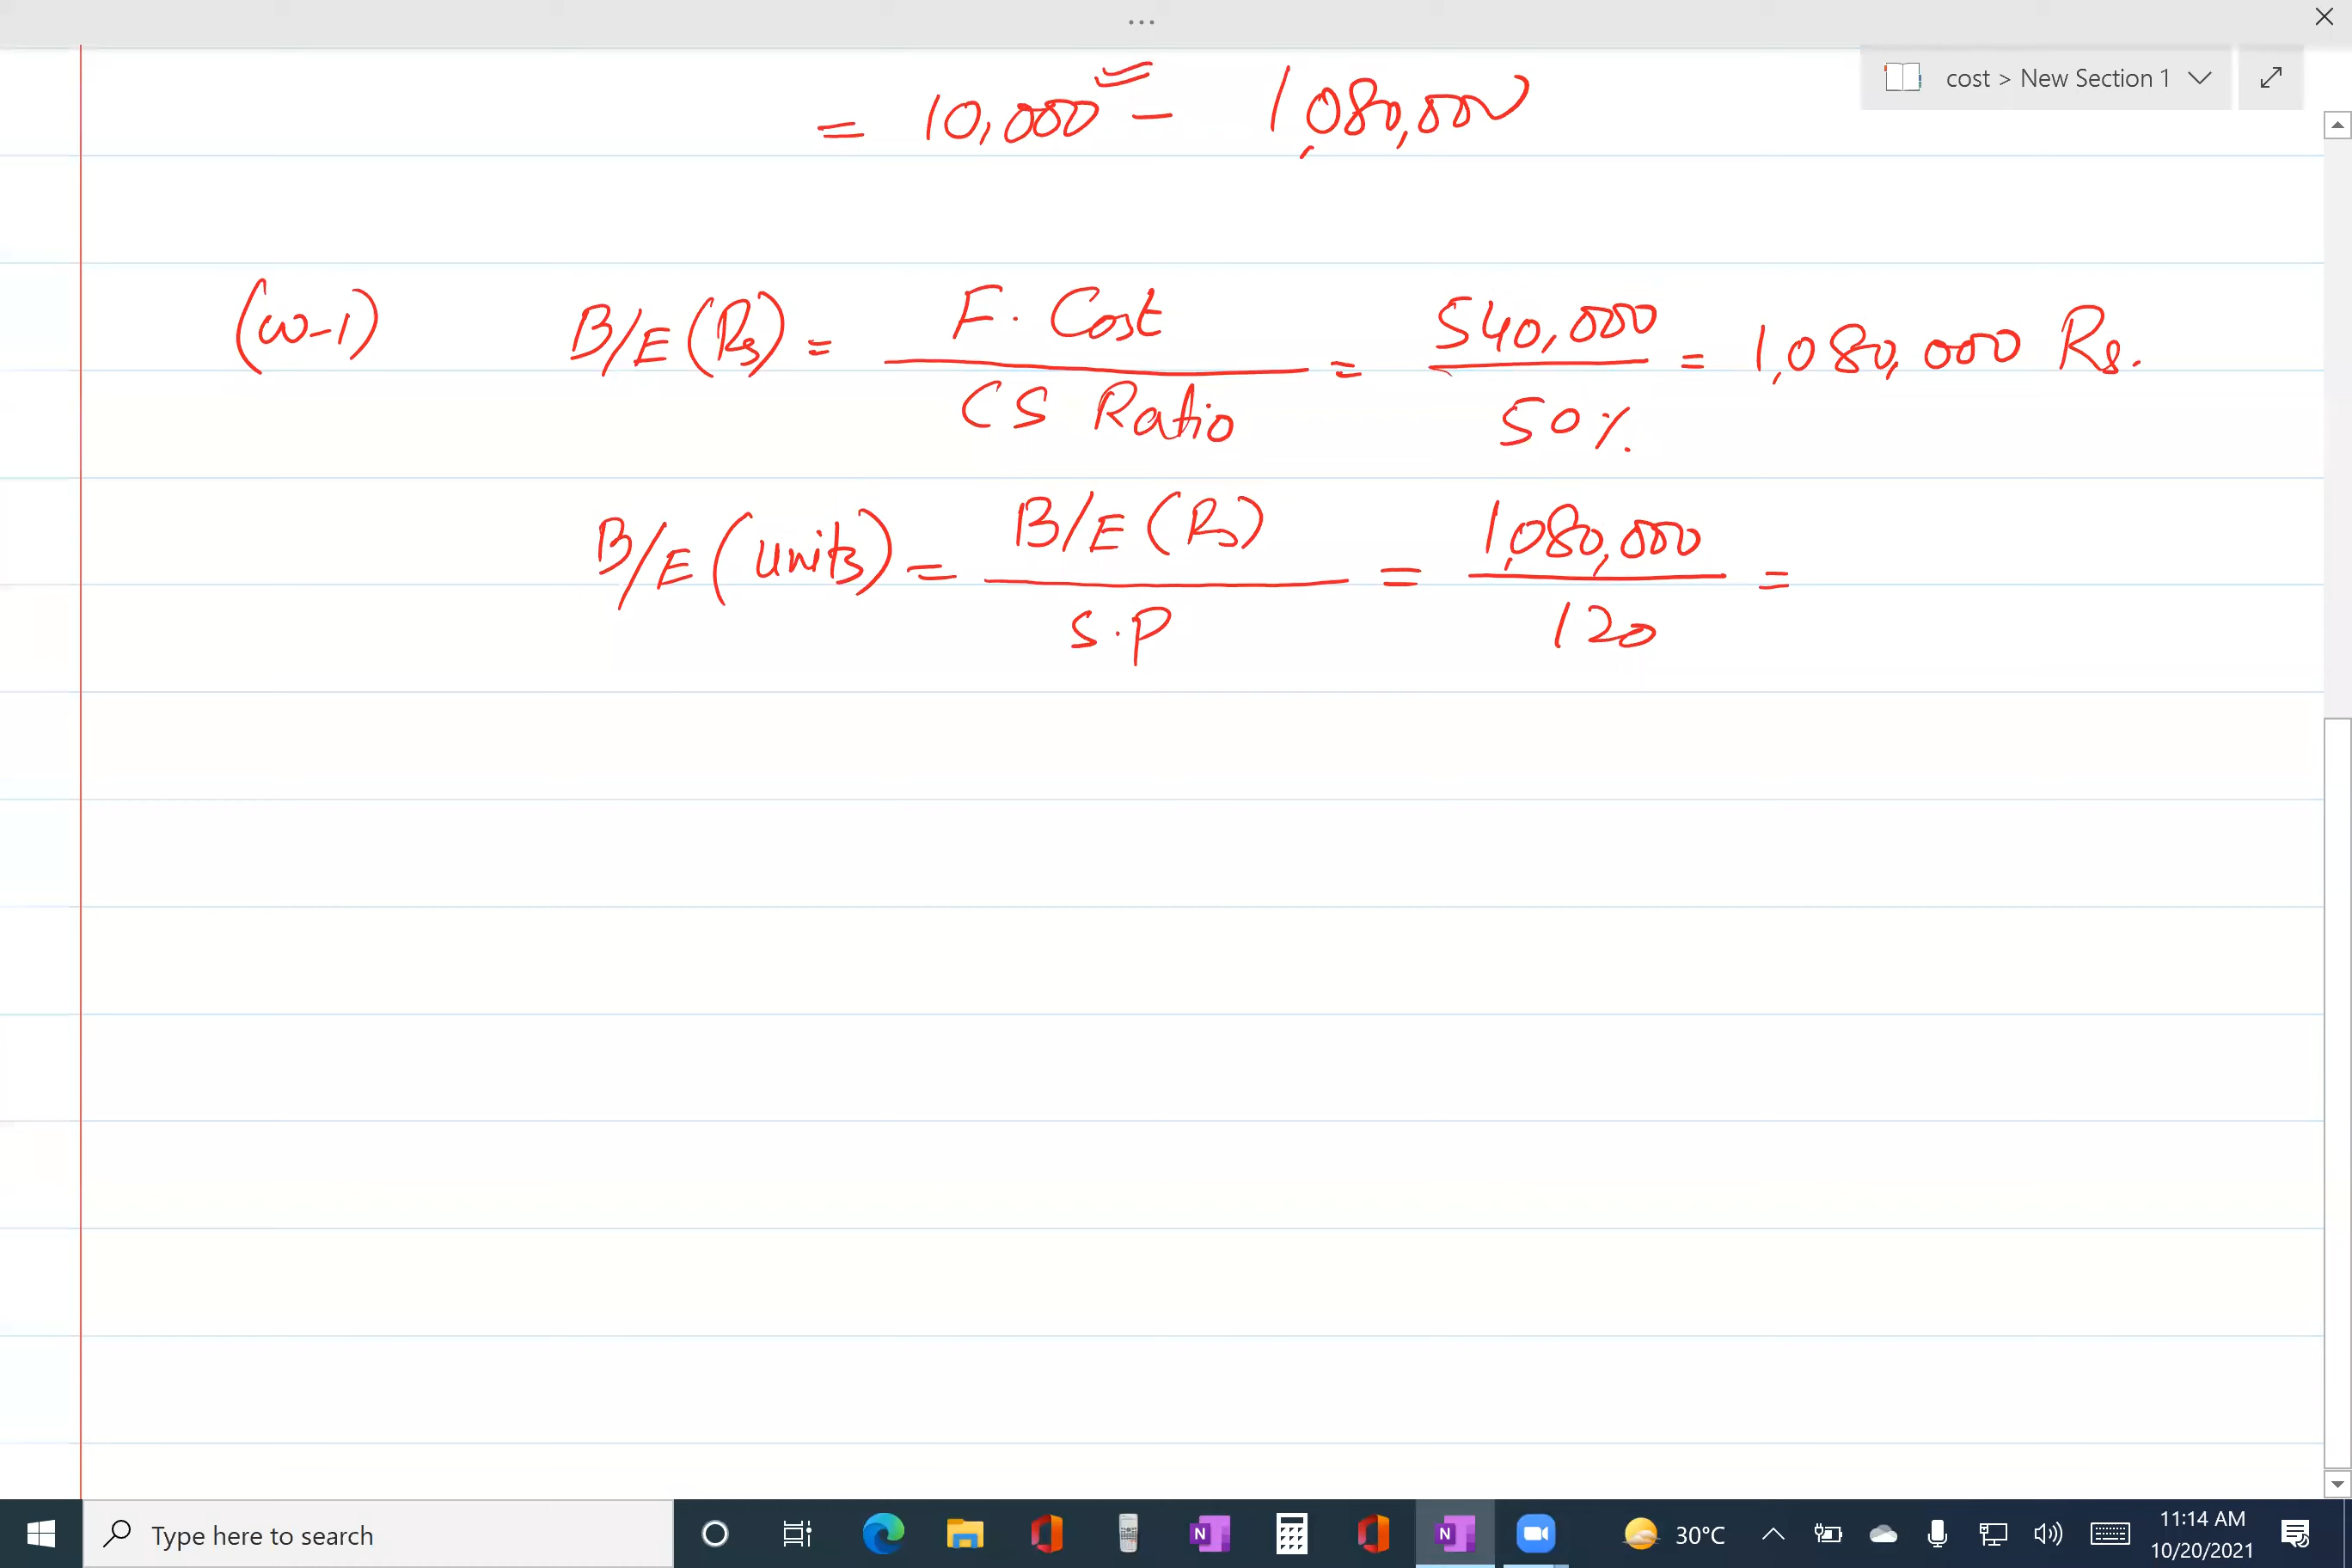 ...
cost > New Section 1
= 10,000 - 1,080,000
(w-1) B/E (Rs) = F. Cost / CS Ratio = 540,000 / 50% = 1,080,000 Rs.
B/E (units) = B/E (Rs) / S.P = 1,080,000 / 120 =
Type here to search
30°C
11:14 AM
10/20/2021